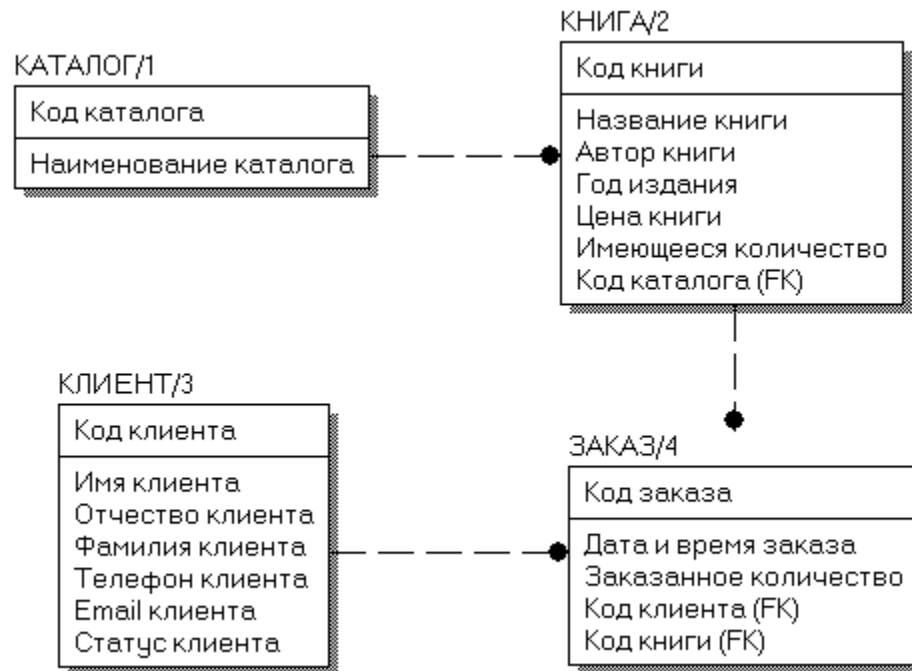 КАТАЛОГ/1
Код каталога
Наименование каталога
КНИГА/2
Код книги
Название книги
Автор книги
Год издания
Цена книги
Имеющееся количество
Код каталога (FK)
КЛИЕНТ/3
Код клиента
Имя клиента
Отчество клиента
Фамилия клиента
Телефон клиента
Email клиента
Статус клиента
ЗАКАЗ/4
Код заказа
Дата и время заказа
Заказанное количество
Код клиента (FK)
Код книги (FK)